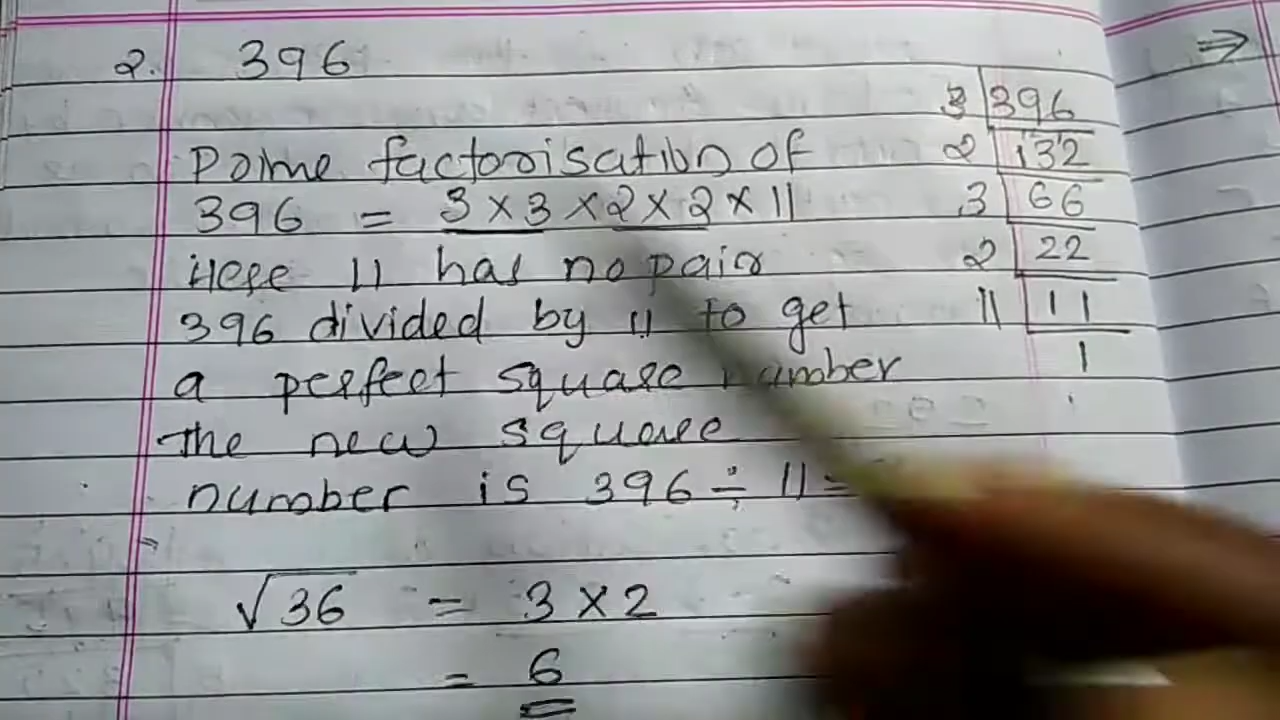 2. 396
Prime factorisation of
396 = 3 × 3 × 2 × 2 × 11
Here 11 has no pair
396 divided by 11 to get
a perfect square number
The new square
number is 396 ÷ 11 =
√36 = 3 × 2
= 6
3 | 396
2 | 132
3 | 66
2 | 22
11 | 11
1
⇒